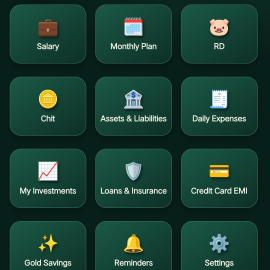 Salary
Monthly Plan
RD
Chit
Assets & Liabilities
Daily Expenses
My Investments
Loans & Insurance
Credit Card EMI
Gold Savings
Reminders
Settings